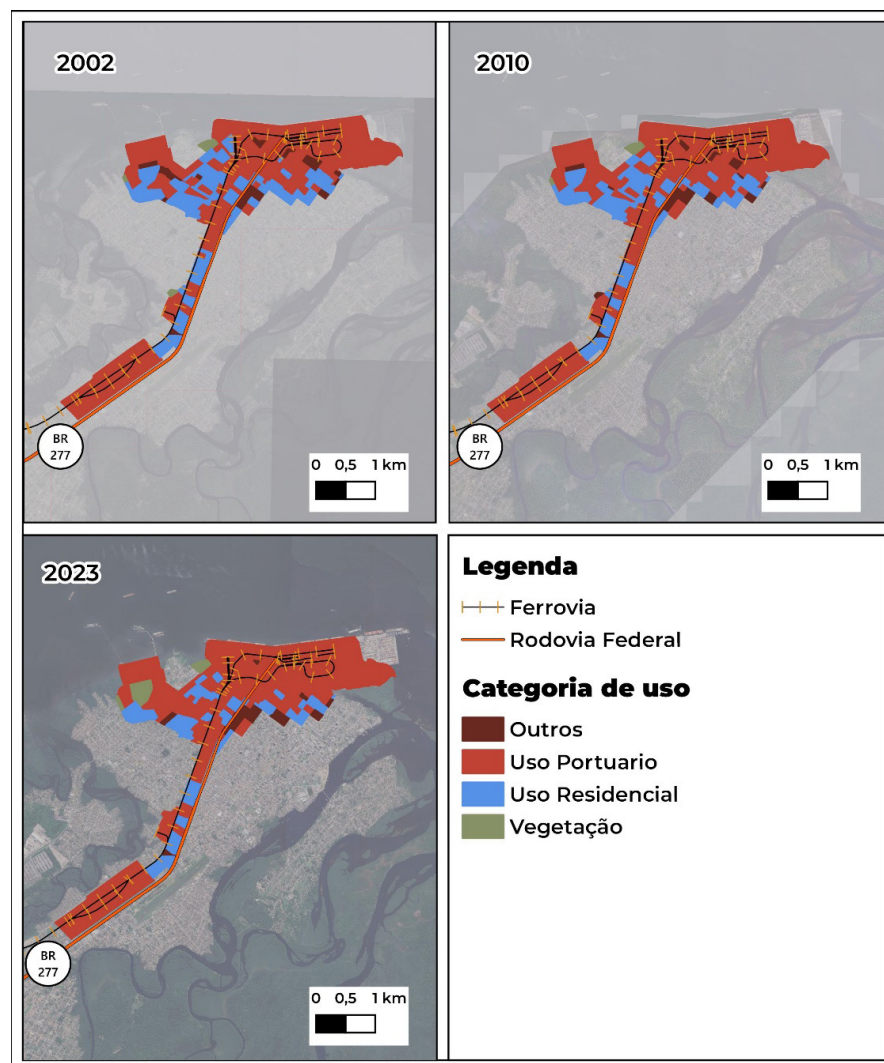 2002
BR
277
0 0,5 1 km
2010
BR
277
0 0,5 1 km
2023
BR
277
0 0,5 1 km
Legenda
Ferrovia
Rodovia Federal
Categoria de uso
Outros
Uso Portuario
Uso Residencial
Vegetação